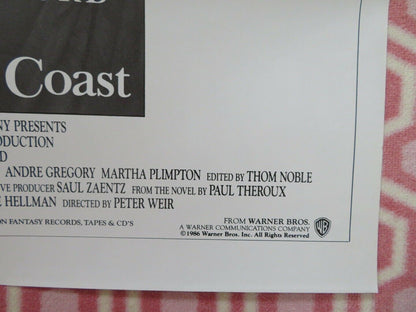 Coast
NY PRESENTS
ODUCTION
D
ANDRE GREGORY MARTHA PLIMPTON EDITED BY THOM NOBLE
VE PRODUCER SAUL ZAENTZ FROM THE NOVEL BY PAUL THEROUX
E HELLMAN DIRECTED BY PETER WEIR
ON FANTASY RECORDS, TAPES & CD'S
FROM WARNER BROS.
A WARNER COMMUNICATIONS COMPANY
©1986 Warner Bros. Inc. All Rights Reserved
WB